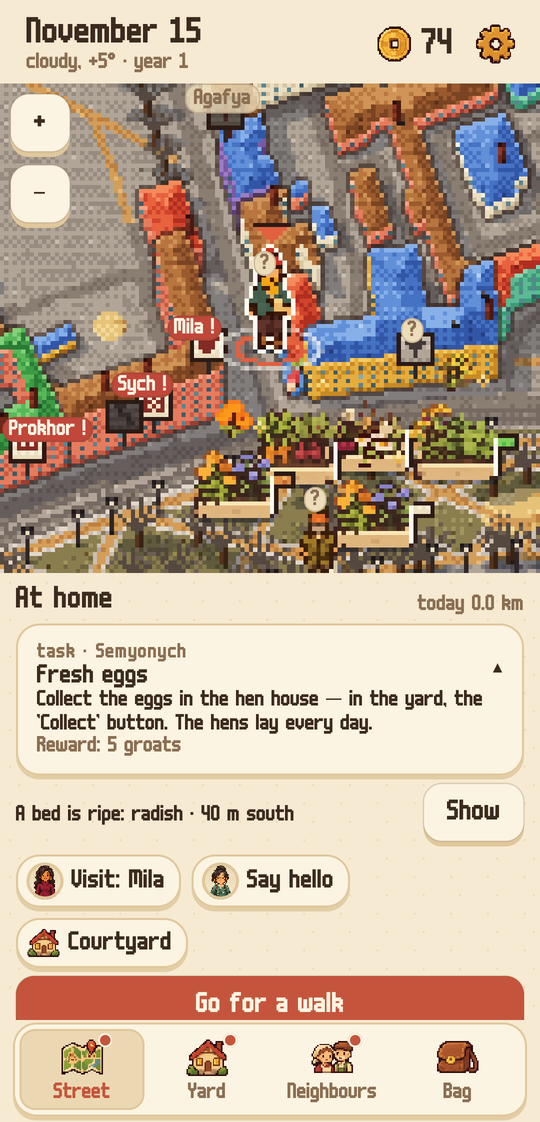 November 15
cloudy, +5° · year 1
74
Agafya
+
−
?
Mila !
?
Sych !
Prokhor !
?
At home
today 0.0 km
task · Semyonych
Fresh eggs
▲
Collect the eggs in the hen house — in the yard, the
'Collect' button. The hens lay every day.
Reward: 5 groats
A bed is ripe: radish · 40 m south
Show
Visit: Mila
Say hello
Courtyard
Go for a walk
Street
Yard
Neighbours
Bag